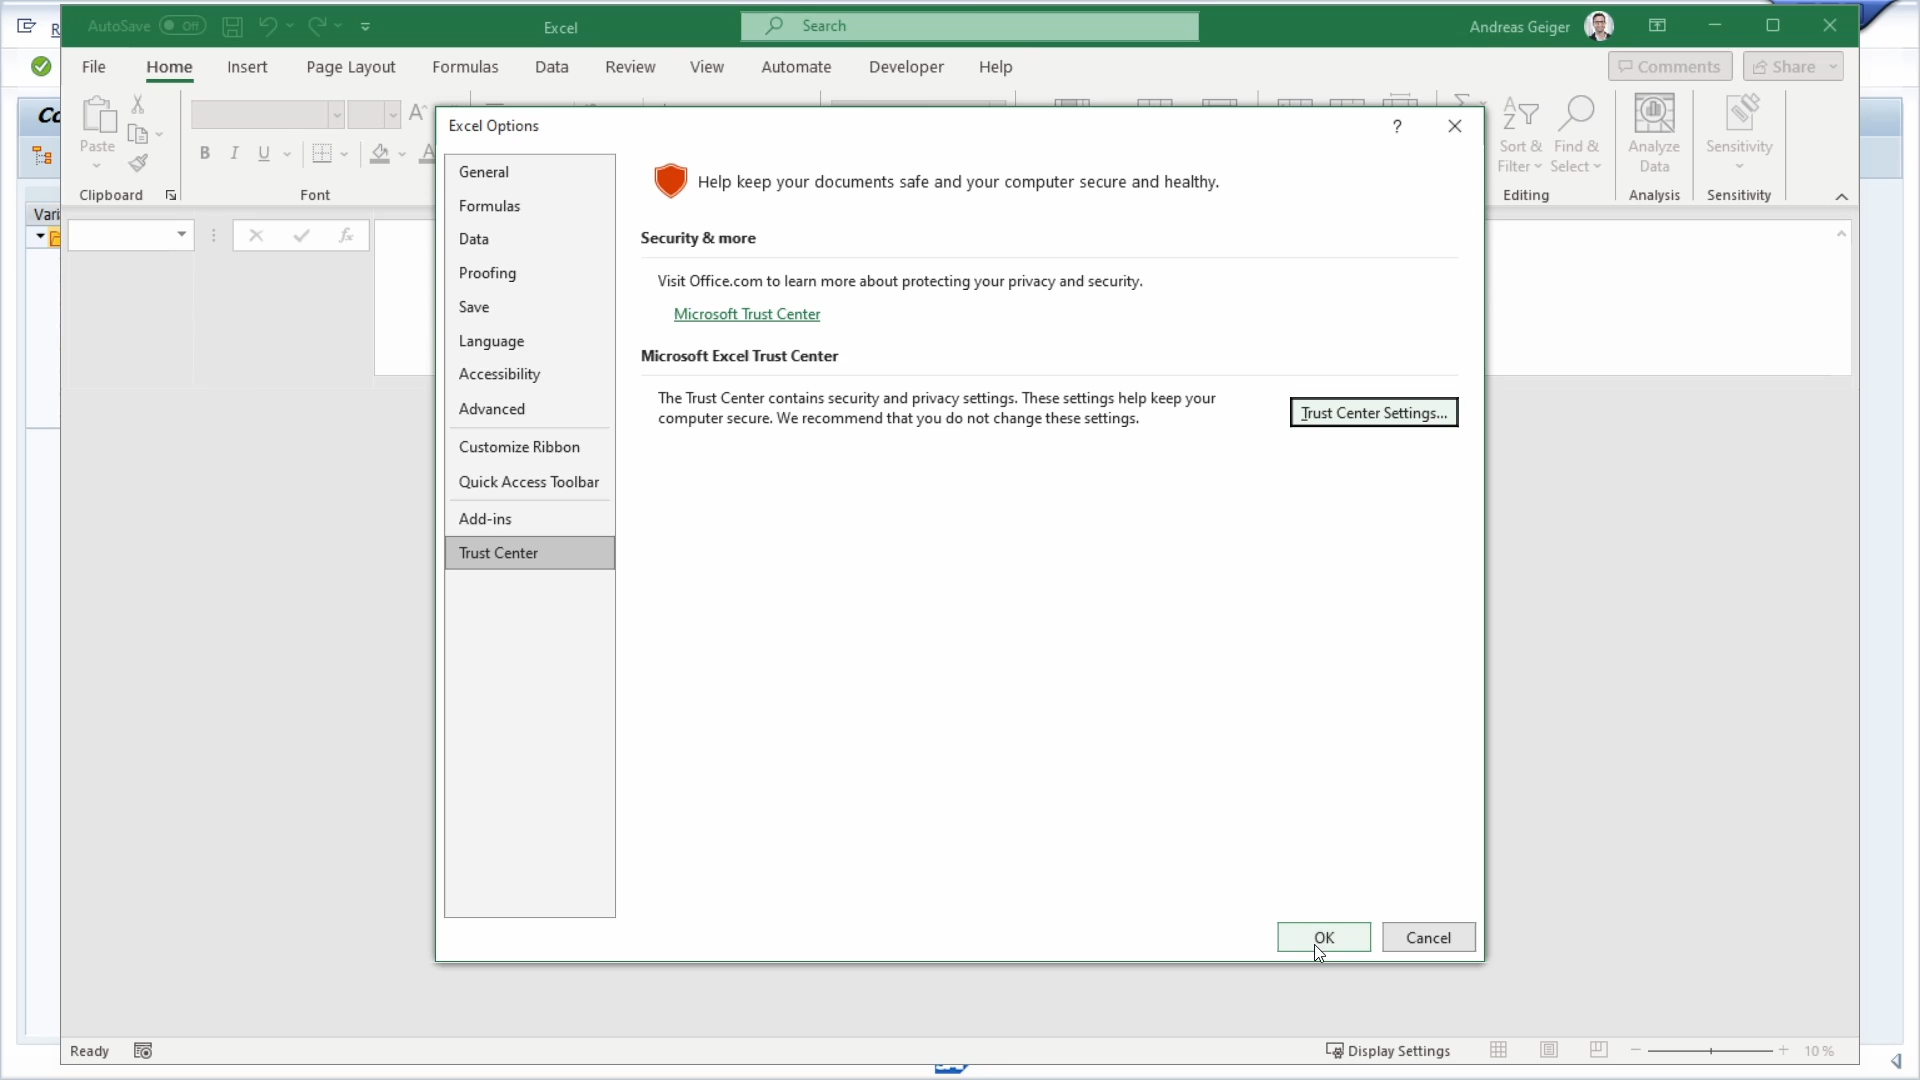 AutoSave Off
Excel
Search
Andreas Geiger
File Home Insert Page Layout Formulas Data Review View Automate Developer Help
Comments Share
Paste
B I U
Sort & Filter
Find & Select
Analyze Data
Sensitivity
Clipboard
Font
Editing
Analysis
Sensitivity
fx
Excel Options
?
General
Formulas
Data
Proofing
Save
Language
Accessibility
Advanced
Customize Ribbon
Quick Access Toolbar
Add-ins
Trust Center
Help keep your documents safe and your computer secure and healthy.
Security & more
Visit Office.com to learn more about protecting your privacy and security.
Microsoft Trust Center
Microsoft Excel Trust Center
The Trust Center contains security and privacy settings. These settings help keep your
computer secure. We recommend that you do not change these settings.
Trust Center Settings...
OK
Cancel
Ready
Display Settings
10 %